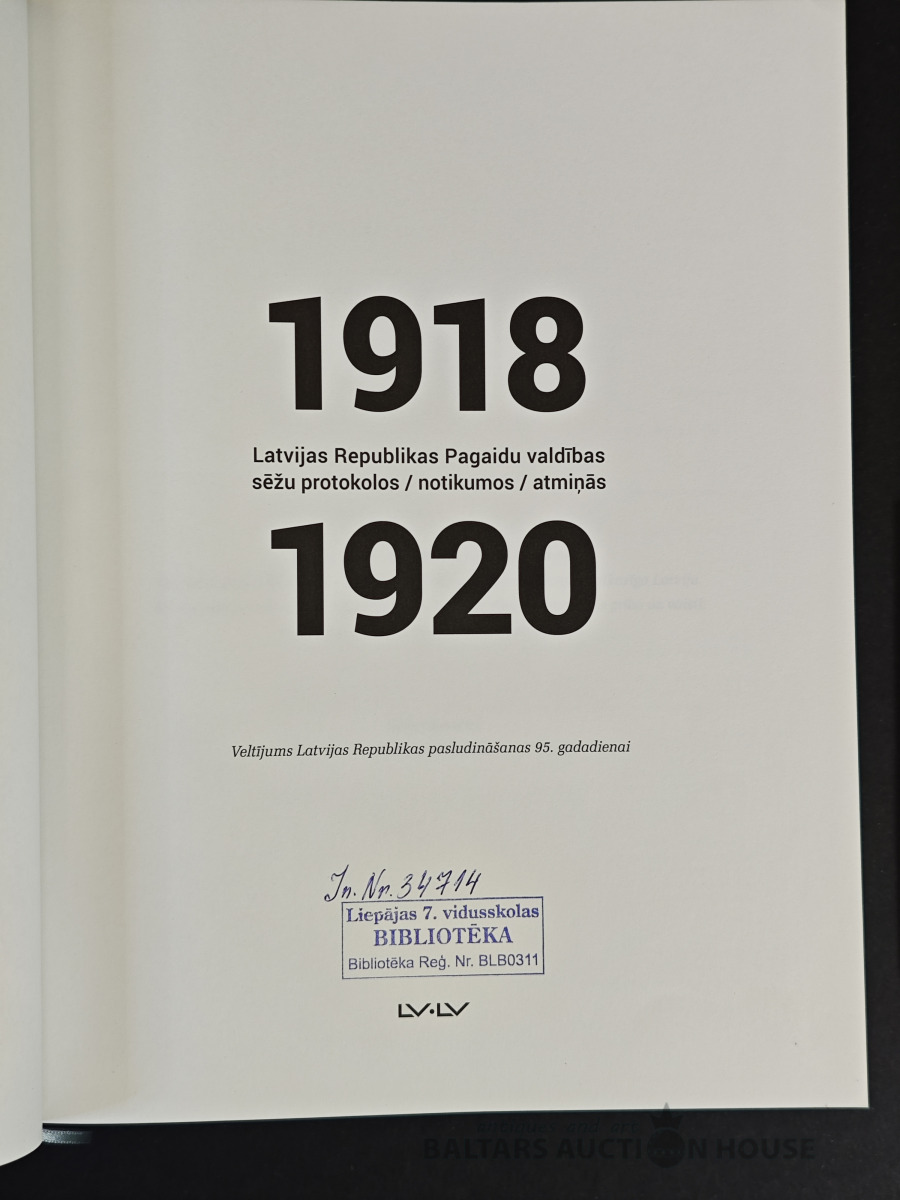 1918
Latvijas Republikas Pagaidu valdības
sēžu protokolos / notikumos / atmiņās
1920
Veltījums Latvijas Republikas pasludināšanas 95. gadadienai
In. Nr. 34714
Liepājas 7. vidusskolas
BIBLIOTĒKA
Bibliotēka Reģ. Nr. BLB0311
LV.LV
BALTARS AUCTION HOUSE